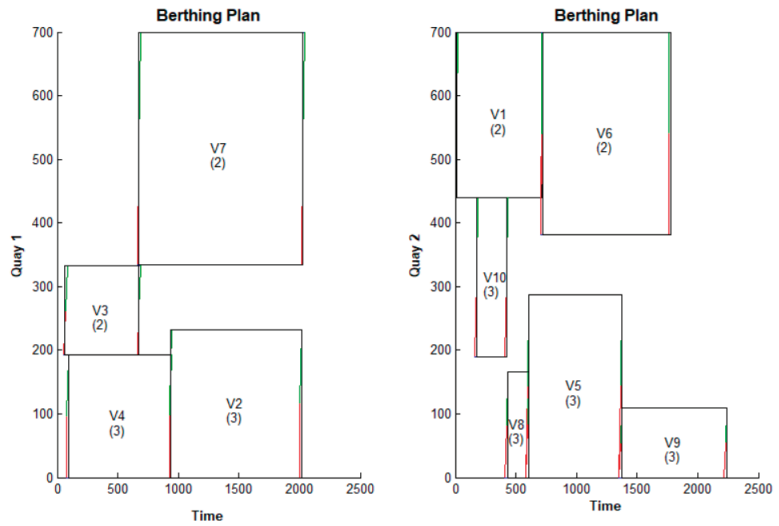 Berthing Plan
700
600
500
400
300
200
100
0
Quay 1
V7
(2)
V3
(2)
V4
(3)
V2
(3)
0
500
1000
1500
2000
2500
Time
Berthing Plan
700
600
500
400
300
200
100
0
Quay 2
V1
(2)
V6
(2)
V10
(3)
V5
(3)
V8
(3)
V9
(3)
0
500
1000
1500
2000
2500
Time